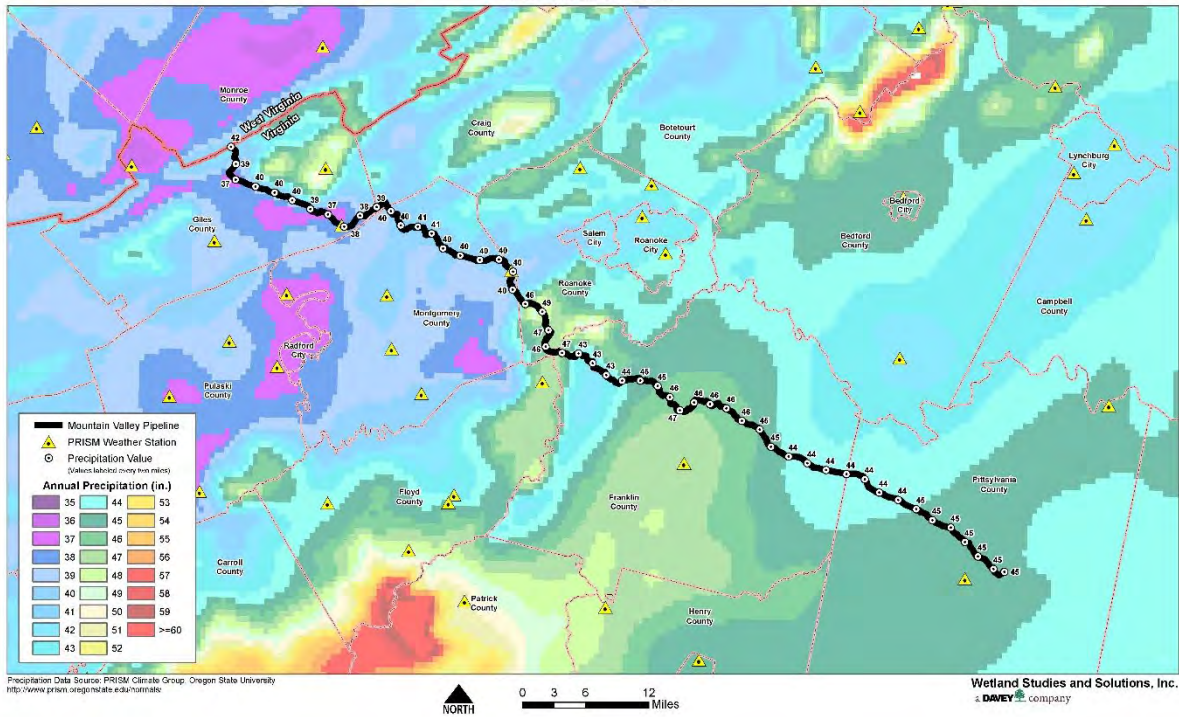 Monroe
County
West Virginia
Virginia
Craig
County
Botetourt
County
Lynchburg
City
Bedford
City
Bedford
County
Giles
County
Salem
City
Roanoke
City
Roanoke
County
Campbell
County
Montgomery
County
Radford
City
Pulaski
County
Floyd
County
Franklin
County
Pittsylvania
County
Carroll
County
Patrick
County
Henry
County
42
39
37
40
40
40
39
37
38
38
39
40
40
41
41
40
40
40
40
40
40
46
49
47
46
47
43
43
43
44
45
45
46
47
46
46
46
46
46
45
44
44
44
44
44
44
44
45
45
45
45
45
45
45
Mountain Valley Pipeline
PRISM Weather Station
Precipitation Value
(Values labeled every two miles)
Annual Precipitation (in.)
35 44 53
36 45 54
37 46 55
38 47 56
39 48 57
40 49 58
41 50 59
42 51 >=60
43 52
Precipitation Data Source: PRISM Climate Group, Oregon State University
http://www.prism.oregonstate.edu/normals/
NORTH
0 3 6 12
Miles
Wetland Studies and Solutions, Inc.
a DAVEY company